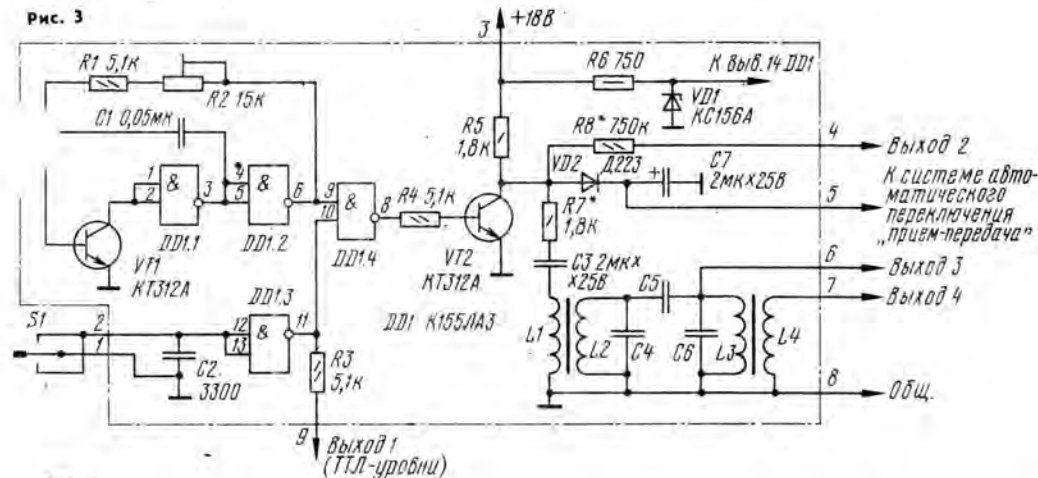 Рис. 3
3
+18В
R1 5,1к
R2 15к
C1 0,05мк
R6 750
К выв. 14 DD1
VD1
КС156А
R5
1,8к
R8* 750к
4
Выход 2
VD2
Д223
C7
2мк×25В
К системе авто-
матического
переключения
„прием-передача"
5
1
2
&
3
DD1.1
4
5
&
6
DD1.2
9
10
&
8
DD1.4
R4 5,1к
VT1
КТ312А
VT2
КТ312А
R7*
1,8к
C3 2мк×
×25В
C5
6
Выход 3
7
Выход 4
L1
L2
C4
C6
L3
L4
8
Общ.
S1
2
1
C2
3300
12
13
&
11
DD1.3
DD1 К155ЛА3
R3
5,1к
9
Выход 1
(ТТЛ-уровни)